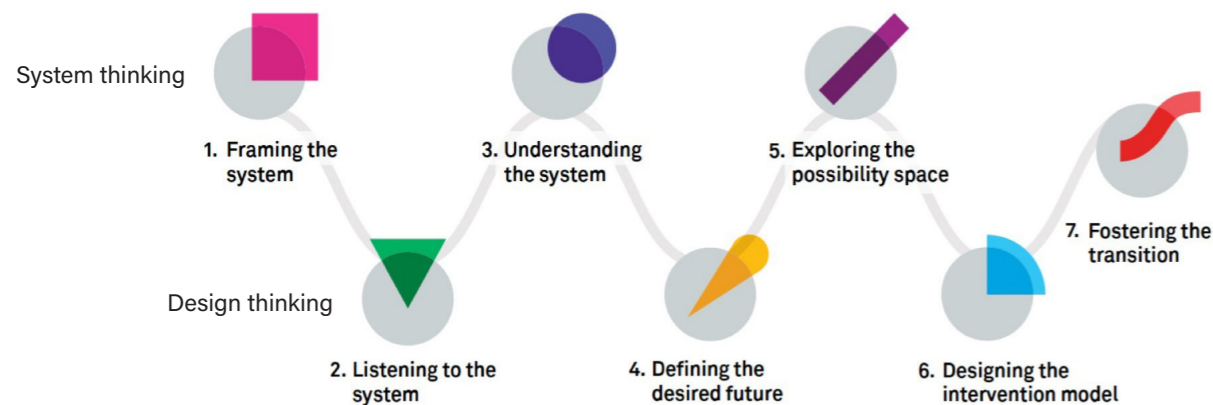 System thinking
1. Framing the
system
3. Understanding
the system
5. Exploring the
possibility space
7. Fostering the
transition
Design thinking
2. Listening to the
system
4. Defining the
desired future
6. Designing the
intervention model